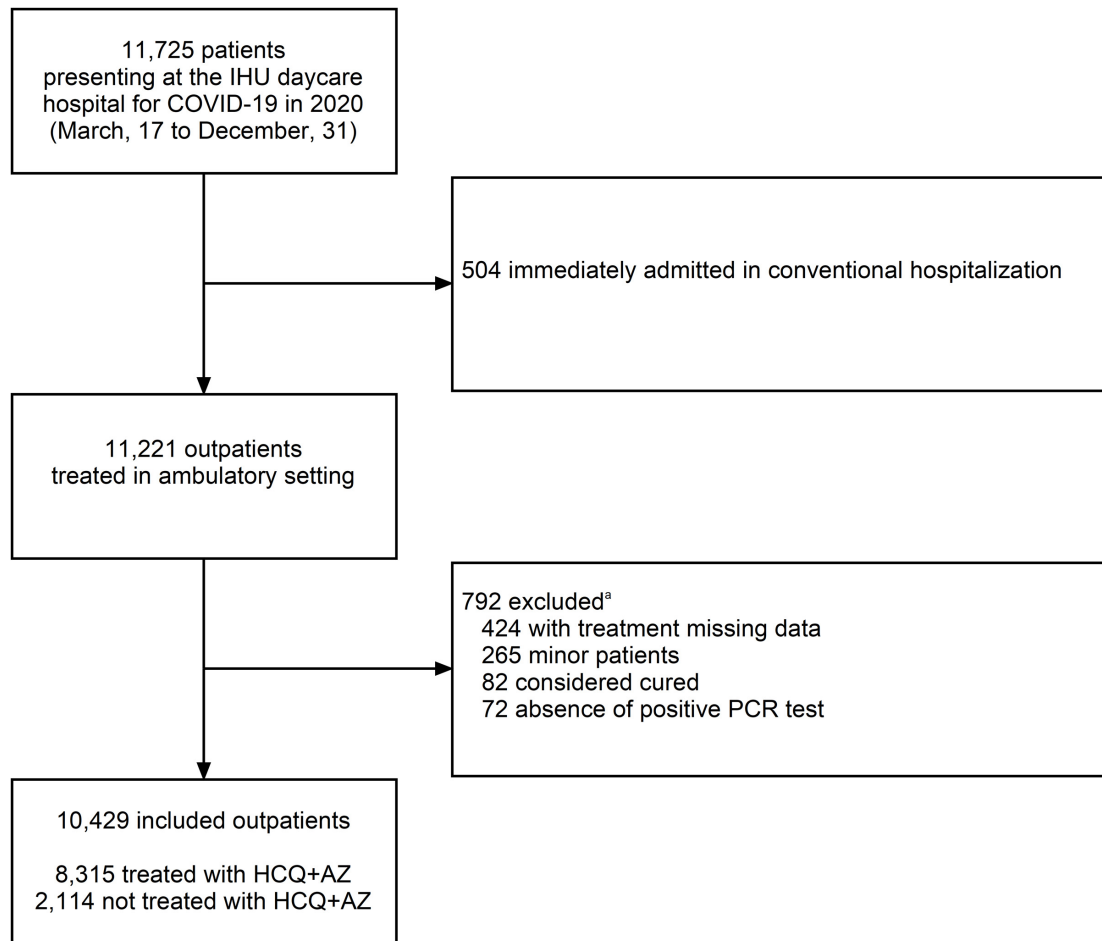 11,725 patients
presenting at the IHU daycare
hospital for COVID-19 in 2020
(March, 17 to December, 31)
504 immediately admitted in conventional hospitalization
11,221 outpatients
treated in ambulatory setting
792 excludedᵃ
424 with treatment missing data
265 minor patients
82 considered cured
72 absence of positive PCR test
10,429 included outpatients
8,315 treated with HCQ+AZ
2,114 not treated with HCQ+AZ